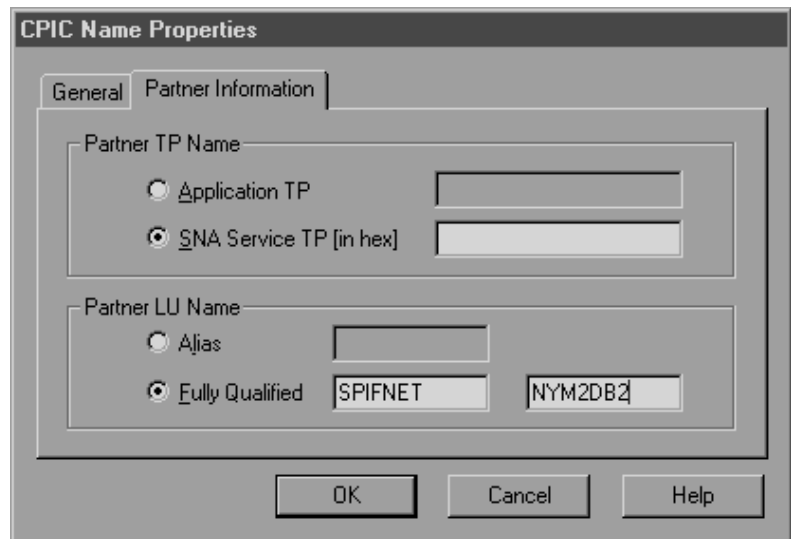 CPIC Name Properties
General Partner Information
Partner TP Name
Application TP
SNA Service TP [in hex]
Partner LU Name
Alias
Fully Qualified SPIFNET NYM2DB2
OK Cancel Help